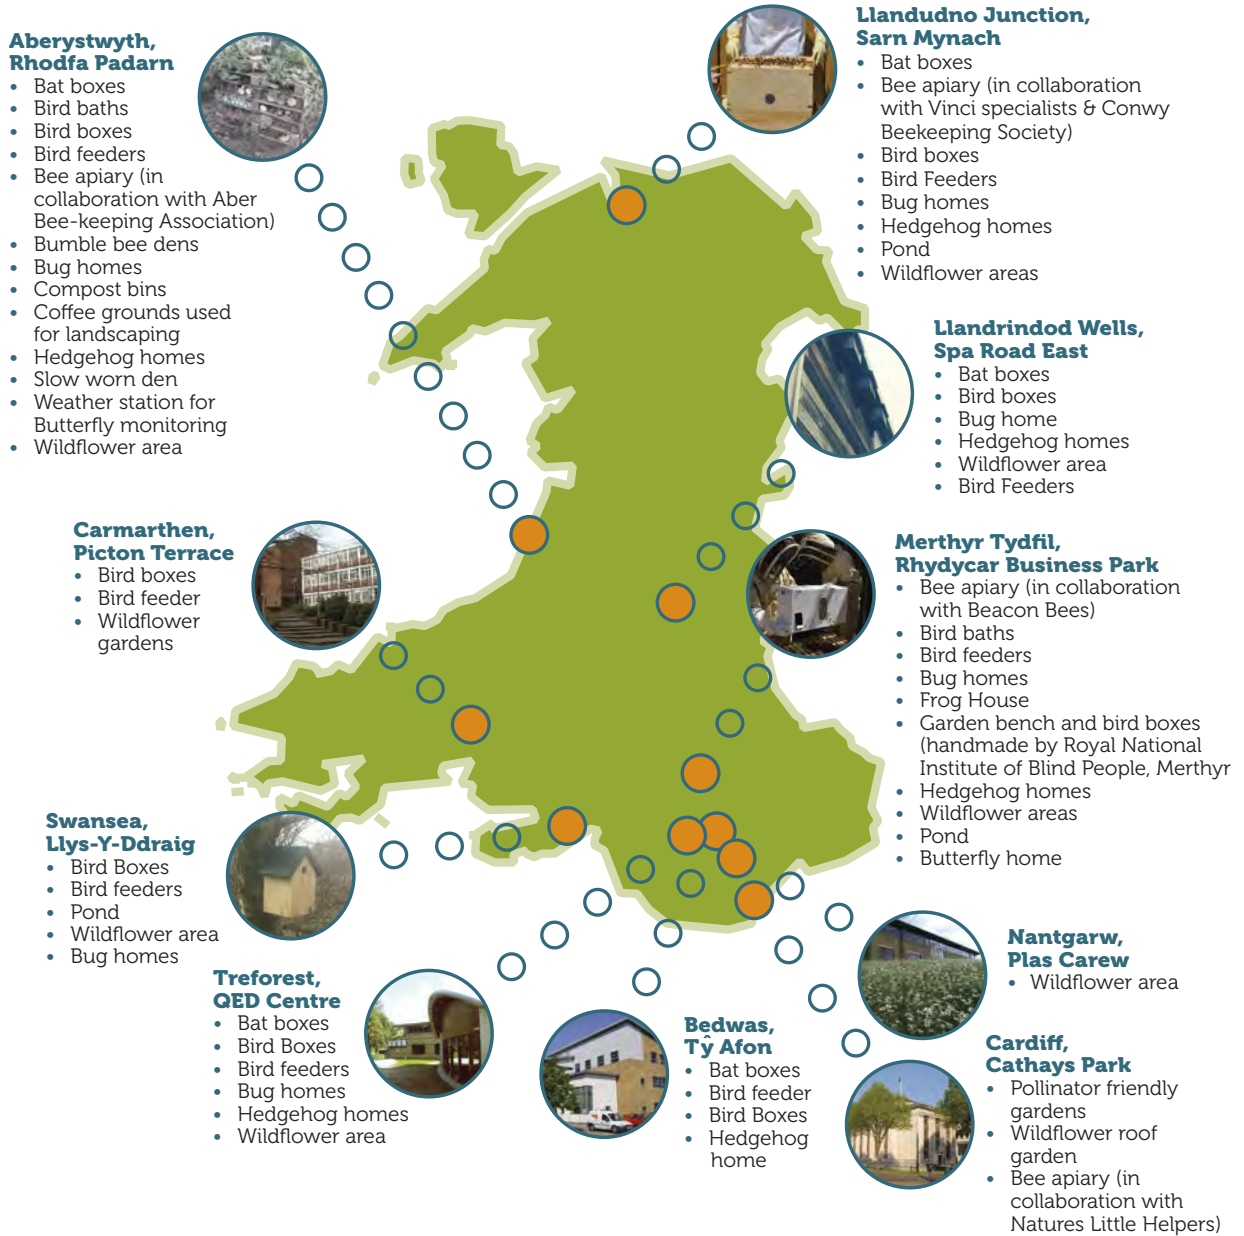 Aberystwyth,
Rhodfa Padarn
• Bat boxes
• Bird baths
• Bird boxes
• Bird feeders
• Bee apiary (in
collaboration with Aber
Bee-keeping Association)
• Bumble bee dens
• Bug homes
• Compost bins
• Coffee grounds used
for landscaping
• Hedgehog homes
• Slow worn den
• Weather station for
Butterfly monitoring
• Wildflower area
Llandudno Junction,
Sarn Mynach
• Bat boxes
• Bee apiary (in collaboration
with Vinci specialists & Conwy
Beekeeping Society)
• Bird boxes
• Bird Feeders
• Bug homes
• Hedgehog homes
• Pond
• Wildflower areas
Llandrindod Wells,
Spa Road East
• Bat boxes
• Bird boxes
• Bug home
• Hedgehog homes
• Wildflower area
• Bird Feeders
Carmarthen,
Picton Terrace
• Bird boxes
• Bird feeder
• Wildflower
gardens
Merthyr Tydfil,
Rhydycar Business Park
• Bee apiary (in collaboration
with Beacon Bees)
• Bird baths
• Bird feeders
• Bug homes
• Frog House
• Garden bench and bird boxes
(handmade by Royal National
Institute of Blind People, Merthyr
• Hedgehog homes
• Wildflower areas
• Pond
• Butterfly home
Swansea,
Llys-Y-Ddraig
• Bird Boxes
• Bird feeders
• Pond
• Wildflower area
• Bug homes
Treforest,
QED Centre
• Bat boxes
• Bird Boxes
• Bird feeders
• Bug homes
• Hedgehog homes
• Wildflower area
Bedwas,
Tŷ Afon
• Bat boxes
• Bird feeder
• Bird Boxes
• Hedgehog
home
Nantgarw,
Plas Carew
• Wildflower area
Cardiff,
Cathays Park
• Pollinator friendly
gardens
• Wildflower roof
garden
• Bee apiary (in
collaboration with
Natures Little Helpers)